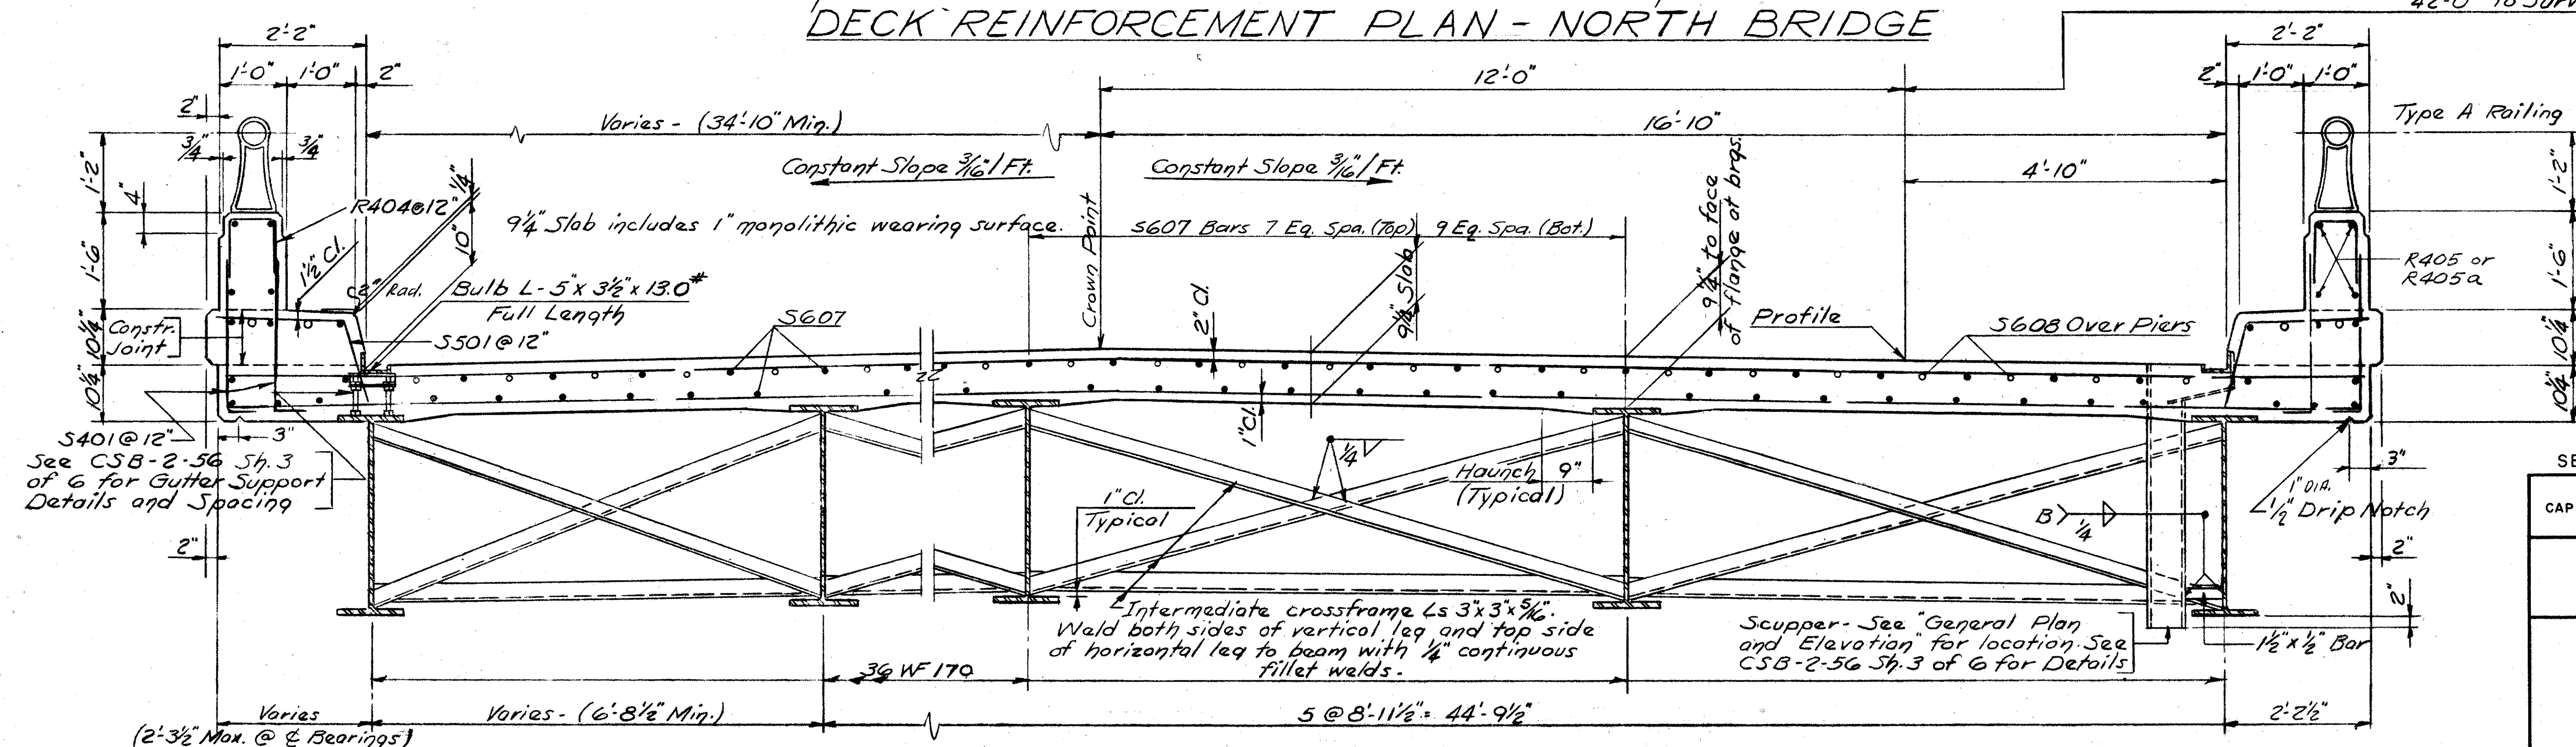 DECK REINFORCEMENT PLAN - NORTH BRIDGE
2'-2"
1'-0" 1'-0" 2"
2"
3/4" 3/4"
1'-2"
4"
1'-6"
10 1/4"
10 1/4"
Varies - (34'-10" Min.)
12'-0"
16'-10"
4'-10"
2'-2"
2" 1'-0" 1'-0"
Type A Railing
1'-2"
1'-6"
10 1/4"
10 1/4"
Constant Slope 3/16"/Ft.
Constant Slope 3/16"/Ft.
R404@12"
1/4"
10"
1 1/2" Cl.
2" Rad.
9 1/4" Slab includes 1" monolithic wearing surface.
Crown Point
S607 Bars 7 Eq. Spa. (Top) 9 Eq. Spa. (Bot.)
9 1/4" Slab
9 1/4" to face
of flange at brgs.
R405 or
R405a
Bulb L - 5" x 3 1/2" x 13.0#
Full Length
Constr.
Joint
S501@12"
S607
2" Cl.
Profile
S608 Over Piers
1" Cl.
S401@12"
3"
See CSB-2-56 Sh. 3
of 6 for Gutter Support
Details and Spacing
2"
1" Cl.
Typical
1/4
Haunch 9"
(Typical)
B 1/4
1" DIA.
1/2" Drip Notch
3"
2"
2"
SE
CAP
Intermediate crossframe Ls 3"x3"x5/16".
Weld both sides of vertical leg and top side
of horizontal leg to beam with 1/4" continuous
fillet welds.
Scupper - See "General Plan
and Elevation" for location. See
CSB-2-56 Sh. 3 of 6 for Details
1 1/2" x 1/2" Bar
36 WF 170
Varies
(2'-3 1/2" Max. @ ℄ Bearings)
Varies - (6'-8 1/2" Min.)
5 @ 8'-11 1/2" = 44'-9 1/2"
2'-2 1/2"